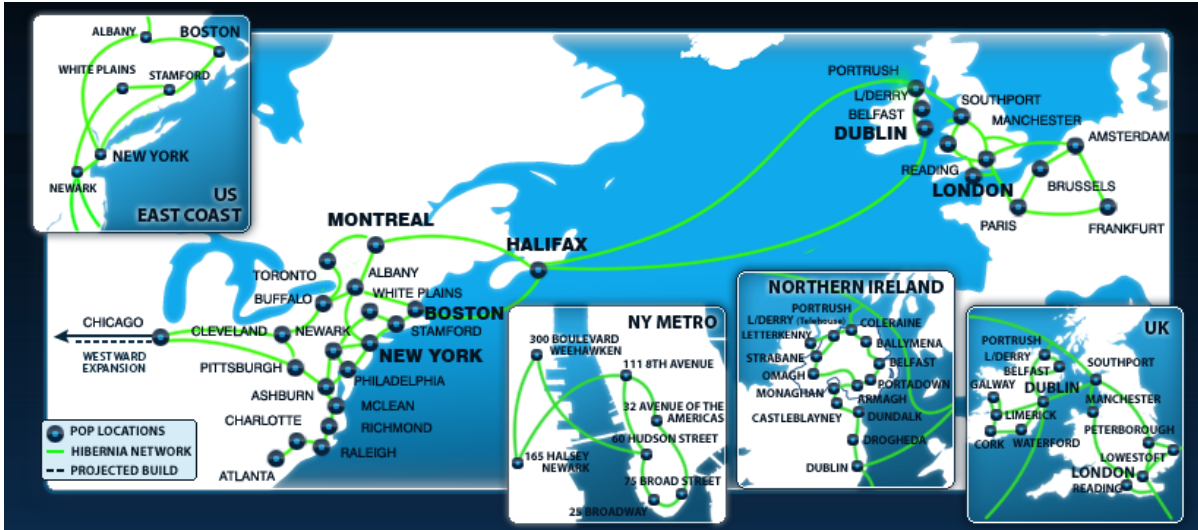 ALBANY
BOSTON
WHITE PLAINS
STAMFORD
NEW YORK
NEWARK
US
EAST COAST
PORTRUSH
L/DERRY
BELFAST
DUBLIN
SOUTHPORT
MANCHESTER
AMSTERDAM
READING
LONDON
BRUSSELS
PARIS
FRANKFURT
MONTREAL
HALIFAX
TORONTO
ALBANY
BUFFALO
WHITE PLAINS
BOSTON
CHICAGO
CLEVELAND
NEWARK
STAMFORD
WESTWARD
EXPANSION
NEW YORK
PITTSBURGH
PHILADELPHIA
ASHBURN
MCLEAN
CHARLOTTE
RICHMOND
RALEIGH
ATLANTA
POP LOCATIONS
HIBERNIA NETWORK
PROJECTED BUILD
NY METRO
300 BOULEVARD
WEEHAWKEN
111 8TH AVENUE
32 AVENUE OF THE
AMERICAS
60 HUDSON STREET
165 HALSEY
NEWARK
75 BROAD STREET
25 BROADWAY
NORTHERN IRELAND
PORTRUSH
L/DERRY (Telehouse)
COLERAINE
LETTERKENNY
BALLYMENA
STRABANE
BELFAST
OMAGH
PORTADOWN
MONAGHAN
ARMAGH
CASTLEBLAYNEY
DUNDALK
DROGHEDA
DUBLIN
UK
PORTRUSH
L/DERRY
BELFAST
SOUTHPORT
GALWAY
DUBLIN
MANCHESTER
LIMERICK
PETERBOROUGH
CORK
WATERFORD
LOWESTOFT
LONDON
READING